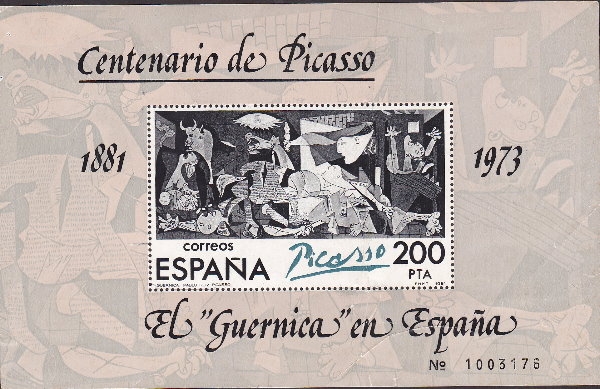 Centenario de Picasso
1881
1973
correos
ESPAÑA
Picasso
200
PTA
El "Guernica" en España
Nº 1003176